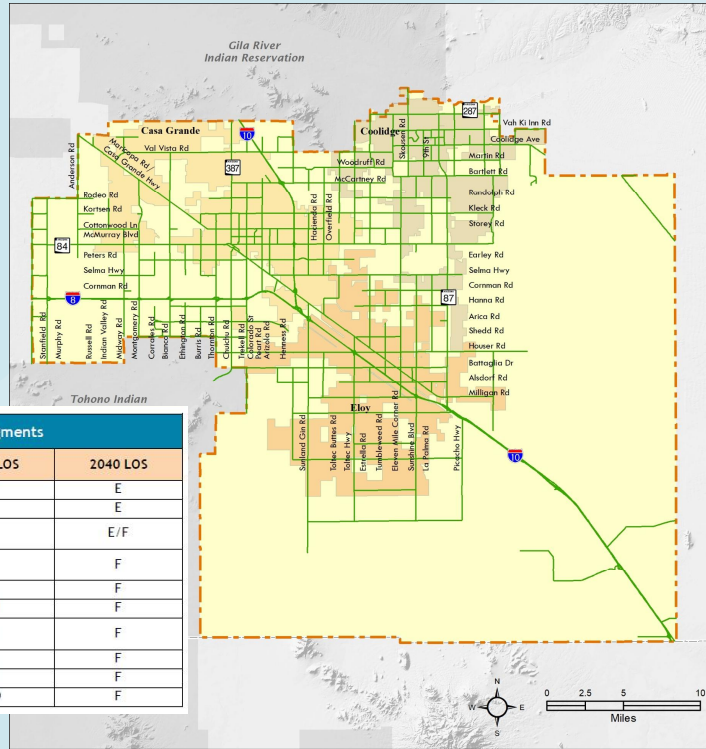 Gila River
Indian Reservation
Casa Grande
Coolidge
10
287
387
84
8
87
10
Vah Ki Inn Rd
Coolidge Ave
Martin Rd
Bartlett Rd
Randolph Rd
Kleck Rd
Storey Rd
Earley Rd
Selma Hwy
Cornman Rd
Hanna Rd
Arica Rd
Shedd Rd
Houser Rd
Battaglia Dr
Alsdorf Rd
Milligan Rd
Skousen Rd
9th St
Woodruff Rd
McCartney Rd
Anderson Rd
Maricopa Rd /
Casa Grande Hwy
Val Vista Rd
Rodeo Rd
Kortsen Rd
Cottonwood Ln
McMurray Blvd
Peters Rd
Selma Hwy
Cornman Rd
Hacienda Rd
Overfield Rd
Stanfield Rd
Murphy Rd
Russell Rd
Indian Valley Rd
Midway Rd
Montgomery Rd
Corrales Rd
Bianco Rd
Ethington Rd
Burris Rd
Thornton Rd
Chuichu Rd
Trekell Rd
Colorado St
Peart Rd
Arizola Rd
Henness Rd
Tohono Indian
Eloy
Sunland Gin Rd
Toltec Buttes Rd
Toltec Hwy
Estrella Rd
Tumbleweed Rd
Eleven Mile Corner Rd
Sunshine Blvd
La Palma Rd
Picacho Hwy
ments
LOS
2040 LOS
E
E
E/F
F
F
F
F
F
F
F
N
W
E
S
0 2.5 5 10
Miles